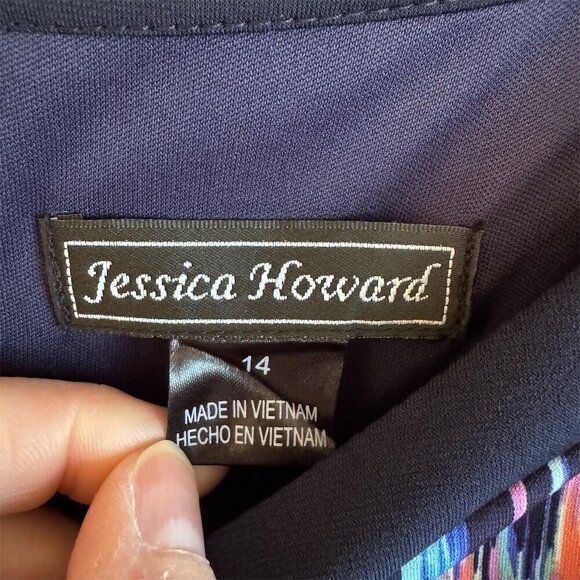 Jessica Howard
14
MADE IN VIETNAM
HECHO EN VIETNAM